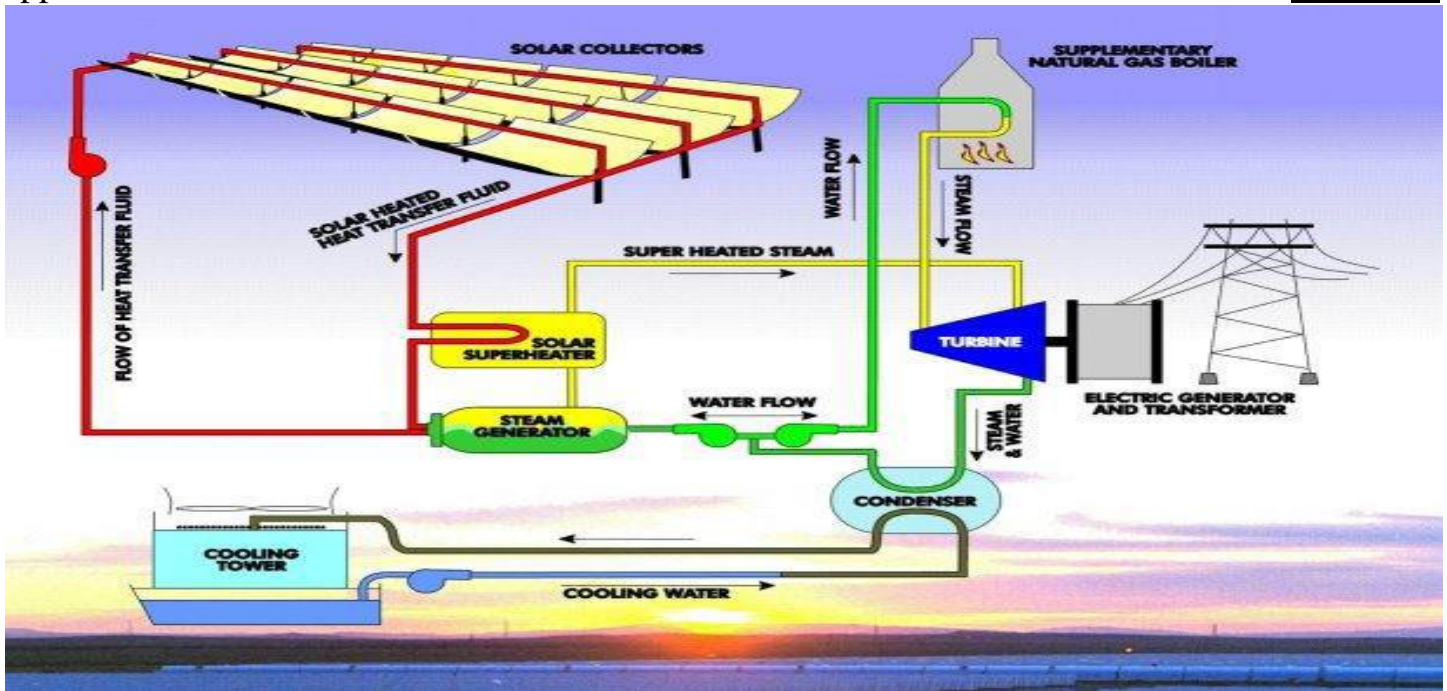 SOLAR COLLECTORS
SUPPLEMENTARY
NATURAL GAS BOILER
FLOW OF HEAT TRANSFER FLUID
SOLAR HEATED
HEAT TRANSFER FLUID
WATER FLOW
STEAM FLOW
SUPER HEATED STEAM
SOLAR
SUPERHEATER
TURBINE
STEAM
GENERATOR
WATER FLOW
STEAM
& WATER
ELECTRIC GENERATOR
AND TRANSFORMER
CONDENSER
COOLING
TOWER
COOLING WATER